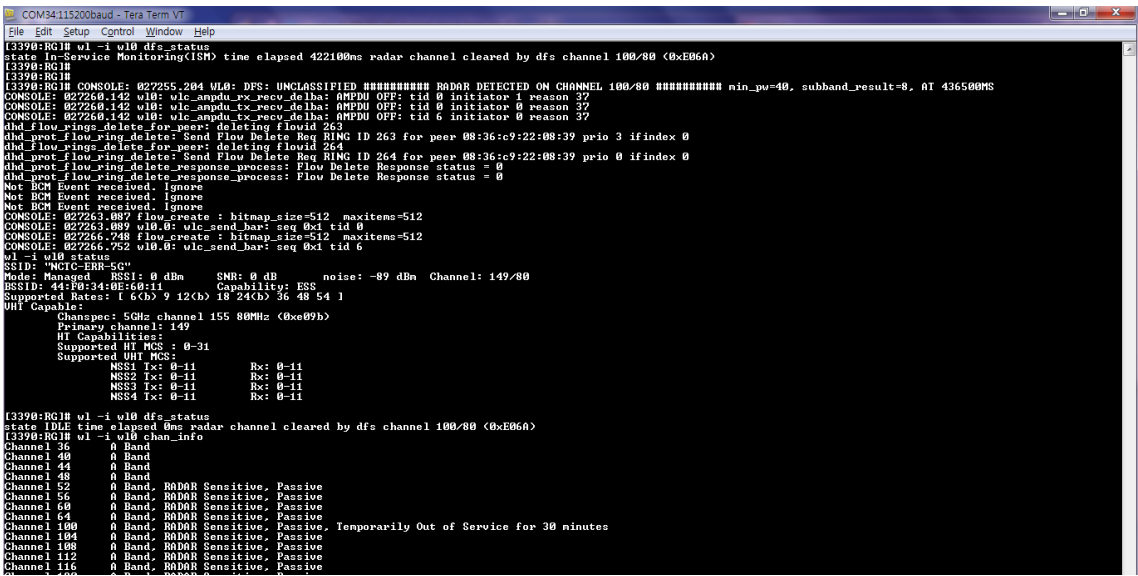 COM34:115200baud - Tera Term VT
File Edit Setup Control Window Help
[3390:RG]# wl -i wl0 dfs_status
state In-Service Monitoring(ISM) time elapsed 422100ms radar channel cleared by dfs channel 100/80 (0xE06A)
[3390:RG]#
[3390:RG]#
[3390:RG]# CONSOLE: 027255.204 WL0: DFS: UNCLASSIFIED ########## RADAR DETECTED ON CHANNEL 100/80 ########## min_pw=40, subband_result=8, AT 436500MS
CONSOLE: 027260.142 wl0: wlc_ampdu_rx_recv_delba: AMPDU OFF: tid 0 initiator 1 reason 37
CONSOLE: 027260.142 wl0: wlc_ampdu_tx_recv_delba: AMPDU OFF: tid 0 initiator 0 reason 37
CONSOLE: 027260.142 wl0: wlc_ampdu_tx_recv_delba: AMPDU OFF: tid 6 initiator 0 reason 37
dhd_flow_rings_delete_for_peer: deleting flowid 263
dhd_prot_flow_ring_delete: Send Flow Delete Req RING ID 263 for peer 08:36:c9:22:08:39 prio 3 ifindex 0
dhd_flow_rings_delete_for_peer: deleting flowid 264
dhd_prot_flow_ring_delete: Send Flow Delete Req RING ID 264 for peer 08:36:c9:22:08:39 prio 0 ifindex 0
dhd_prot_flow_ring_delete_response_process: Flow Delete Response status = 0
dhd_prot_flow_ring_delete_response_process: Flow Delete Response status = 0
Not BCM Event received. Ignore
Not BCM Event received. Ignore
Not BCM Event received. Ignore
CONSOLE: 027263.087 flow_create : bitmap_size=512 maxitems=512
CONSOLE: 027263.089 wl0.0: wlc_send_bar: seq 0x1 tid 0
CONSOLE: 027266.748 flow_create : bitmap_size=512 maxitems=512
CONSOLE: 027266.752 wl0.0: wlc_send_bar: seq 0x1 tid 6
wl -i wl0 status
SSID: "NCTC-ERR-5G"
Mode: Managed RSSI: 0 dBm SNR: 0 dB noise: -89 dBm Channel: 149/80
BSSID: 44:F0:34:0E:60:11 Capability: ESS
Supported Rates: [ 6(b) 9 12(b) 18 24(b) 36 48 54 ]
VHT Capable:
Chanspec: 5GHz channel 155 80MHz (0xe09b)
Primary channel: 149
HT Capabilities:
Supported HT MCS : 0-31
Supported VHT MCS:
NSS1 Tx: 0-11 Rx: 0-11
NSS2 Tx: 0-11 Rx: 0-11
NSS3 Tx: 0-11 Rx: 0-11
NSS4 Tx: 0-11 Rx: 0-11
[3390:RG]# wl -i wl0 dfs_status
state IDLE time elapsed 0ms radar channel cleared by dfs channel 100/80 (0xE06A)
[3390:RG]# wl -i wl0 chan_info
Channel 36 A Band
Channel 40 A Band
Channel 44 A Band
Channel 48 A Band
Channel 52 A Band, RADAR Sensitive, Passive
Channel 56 A Band, RADAR Sensitive, Passive
Channel 60 A Band, RADAR Sensitive, Passive
Channel 64 A Band, RADAR Sensitive, Passive
Channel 100 A Band, RADAR Sensitive, Passive, Temporarily Out of Service for 30 minutes
Channel 104 A Band, RADAR Sensitive, Passive
Channel 108 A Band, RADAR Sensitive, Passive
Channel 112 A Band, RADAR Sensitive, Passive
Channel 116 A Band, RADAR Sensitive, Passive